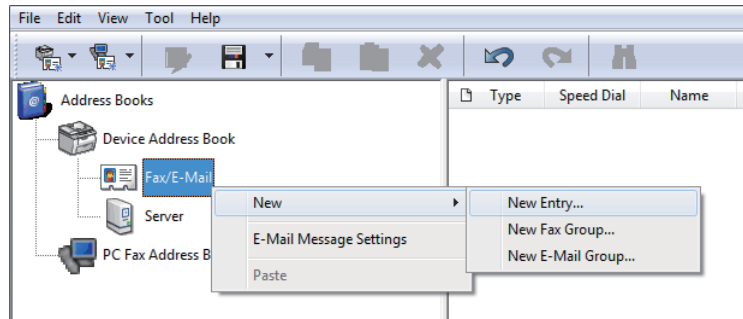 File Edit View Tool Help
Address Books
Type Speed Dial Name
Device Address Book
Fax/E-Mail
New
New Entry...
Server
New Fax Group...
E-Mail Message Settings
New E-Mail Group...
PC Fax Address B
Paste